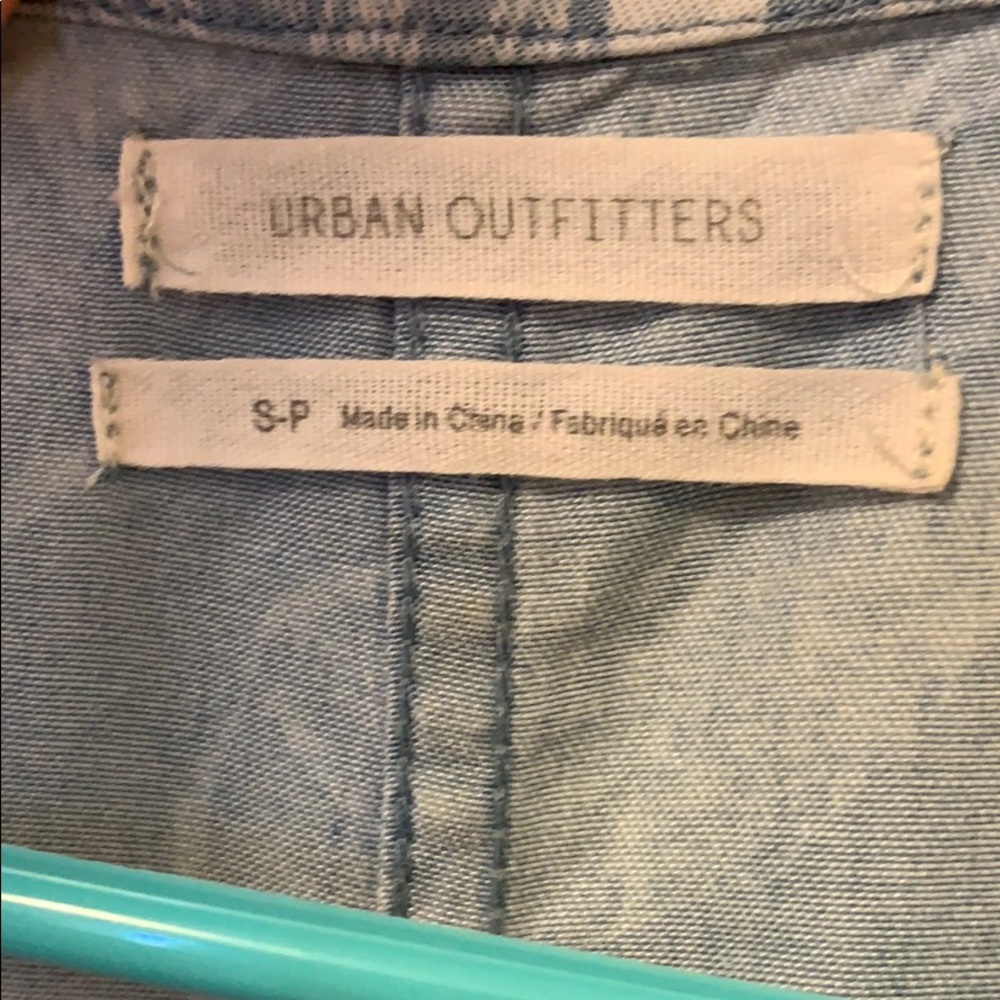 URBAN OUTFITTERS
S-P Made in China / Fabriqué en Chine